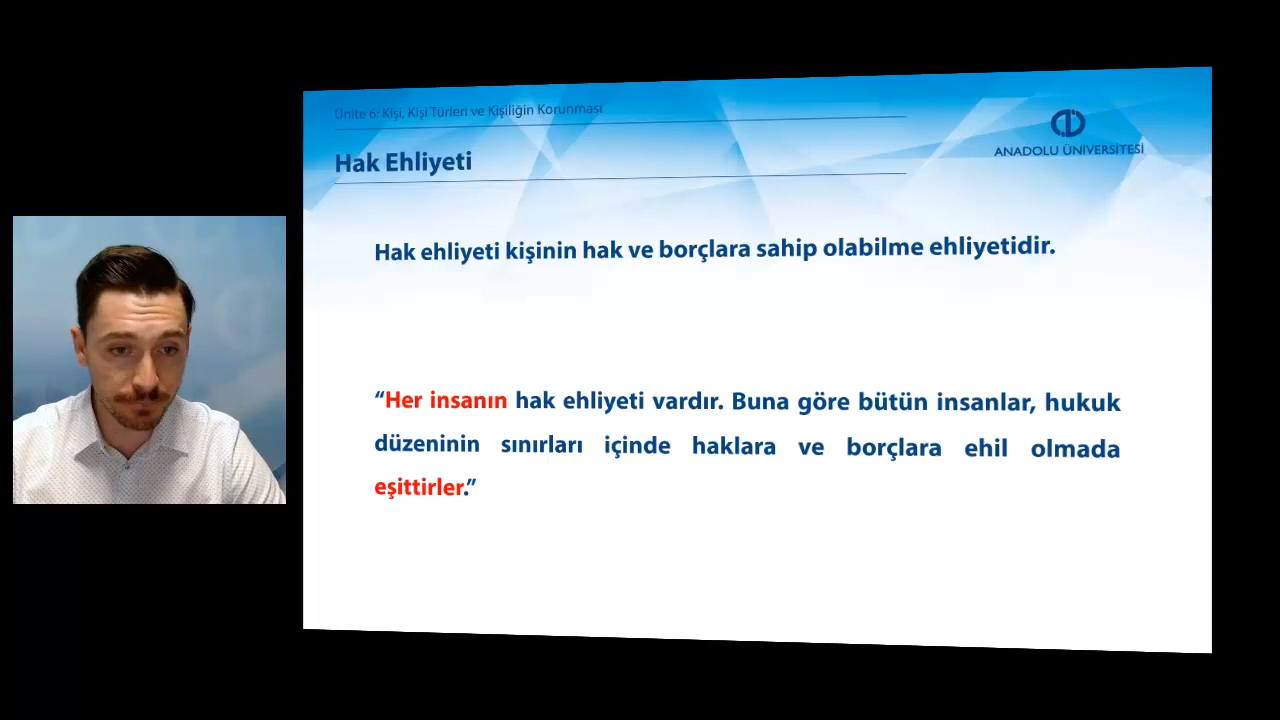 Ünite 6: Kişi, Kişi Türleri ve Kişiliğin Korunması
Hak Ehliyeti
ANADOLU ÜNİVERSİTESİ
Hak ehliyeti kişinin hak ve borçlara sahip olabilme ehliyetidir.
“Her insanın hak ehliyeti vardır. Buna göre bütün insanlar, hukuk
düzeninin sınırları içinde haklara ve borçlara ehil olmada
eşittirler.”